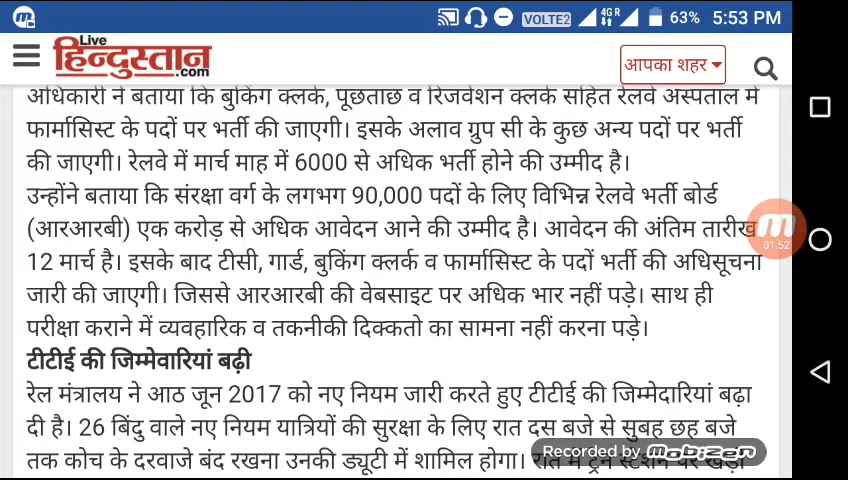 VOLTE2 4G R 63% 5:53 PM
Live
हिन्दुस्तान
.com
आपका शहर
अधिकारी ने बताया कि बुकिंग क्लर्क, पूछताछ व रिजर्वेशन क्लर्क सहित रेलवे अस्पताल में
फार्मासिस्ट के पदों पर भर्ती की जाएगी। इसके अलाव ग्रुप सी के कुछ अन्य पदों पर भर्ती
की जाएगी। रेलवे में मार्च माह में 6000 से अधिक भर्ती होने की उम्मीद है।
उन्होंने बताया कि संरक्षा वर्ग के लगभग 90,000 पदों के लिए विभिन्न रेलवे भर्ती बोर्ड
(आरआरबी) एक करोड़ से अधिक आवेदन आने की उम्मीद है। आवेदन की अंतिम तारीख
01:52
12 मार्च है। इसके बाद टीसी, गार्ड, बुकिंग क्लर्क व फार्मासिस्ट के पदों भर्ती की अधिसूचना
जारी की जाएगी। जिससे आरआरबी की वेबसाइट पर अधिक भार नहीं पड़े। साथ ही
परीक्षा कराने में व्यवहारिक व तकनीकी दिक्कतो का सामना नहीं करना पड़े।
टीटीई की जिम्मेवारियां बढ़ी
रेल मंत्रालय ने आठ जून 2017 को नए नियम जारी करते हुए टीटीई की जिम्मेदारियां बढ़ा
दी है। 26 बिंदु वाले नए नियम यात्रियों की सुरक्षा के लिए रात दस बजे से सुबह छह बजे
तक कोच के दरवाजे बंद रखना उनकी ड्यूटी में शामिल होगा।
Recorded by mobizen